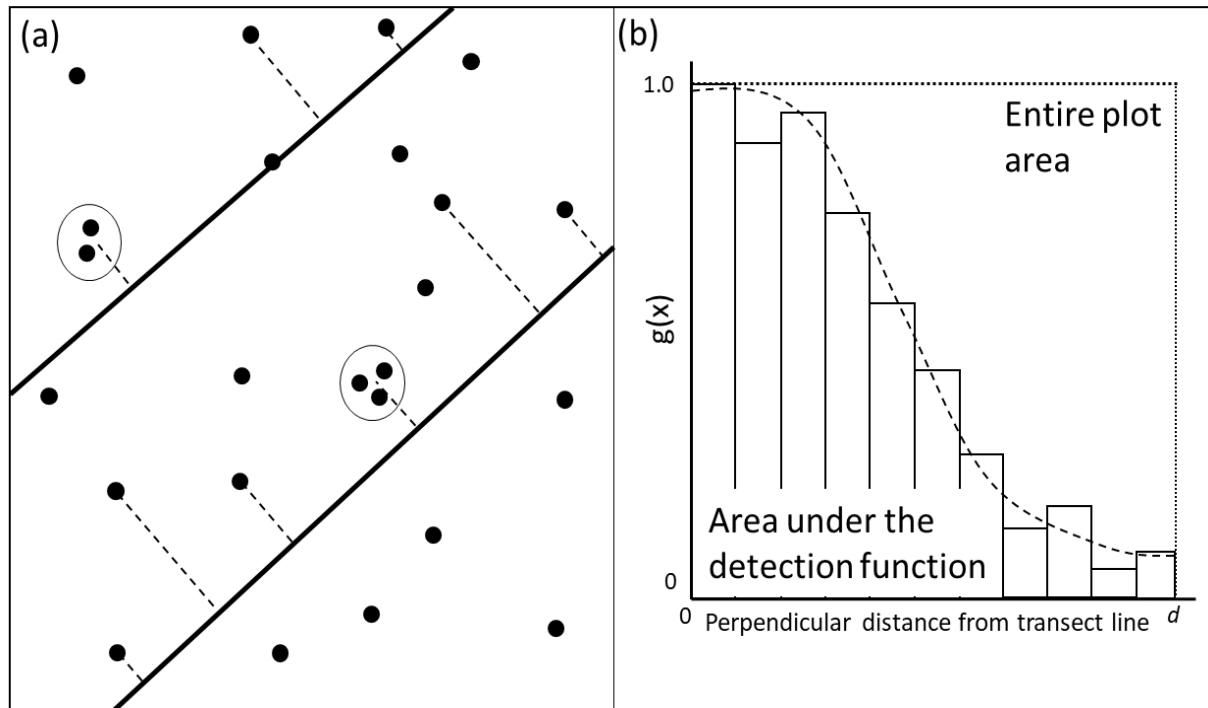 (a)
(b)
1.0
Entire plot
area
g(x)
Area under the
detection function
0
0
Perpendicular distance from transect line
d